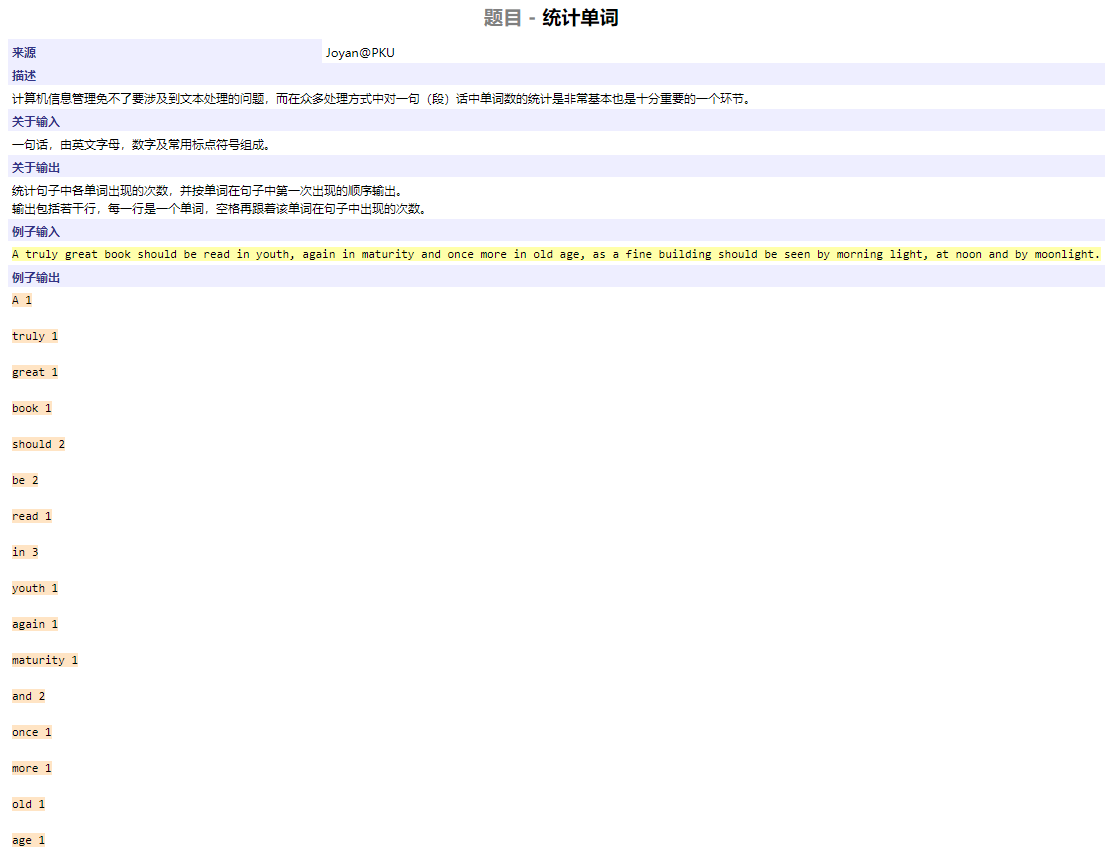 题目 - 统计单词
来源 Joyan@PKU
描述
计算机信息管理免不了要涉及到文本处理的问题，而在众多处理方式中对一句（段）话中单词数的统计是非常基本也是十分重要的一个环节。
关于输入
一句话，由英文字母，数字及常用标点符号组成。
关于输出
统计句子中各单词出现的次数，并按单词在句子中第一次出现的顺序输出。
输出包括若干行，每一行是一个单词，空格再跟着该单词在句子中出现的次数。
例子输入
A truly great book should be read in youth, again in maturity and once more in old age, as a fine building should be seen by morning light, at noon and by moonlight.
例子输出
A 1
truly 1
great 1
book 1
should 2
be 2
read 1
in 3
youth 1
again 1
maturity 1
and 2
once 1
more 1
old 1
age 1